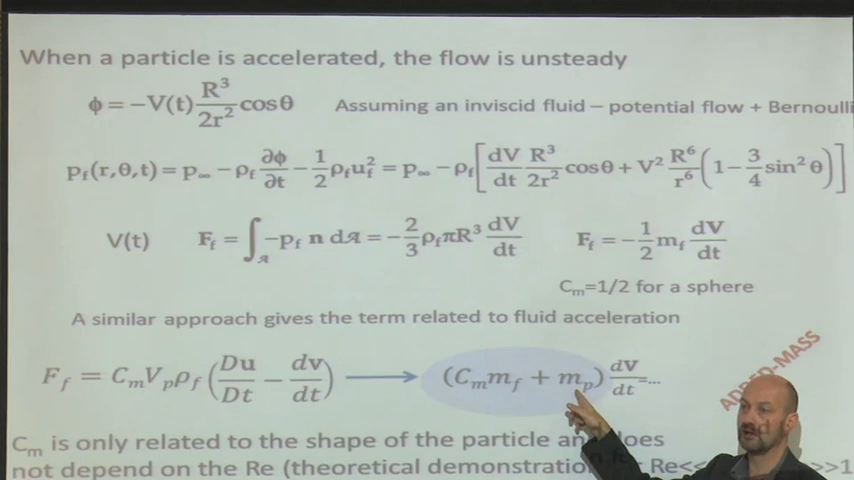 When a particle is accelerated, the flow is unsteady
ϕ = −V(t) R³/2r² cosθ Assuming an inviscid fluid – potential flow + Bernoulli
p_f(r,θ,t) = p_∞ − ρ_f ∂ϕ/∂t − 1/2 ρ_f u_f² = p_∞ − ρ_f [dV/dt R³/2r² cosθ + V² R⁶/r⁶ (1 − 3/4 sin²θ)]
V(t) F_f = ∫_𝒜 −p_f n d𝒜 = −2/3 ρ_f πR³ dV/dt F_f = −1/2 m_f dV/dt
C_m=1/2 for a sphere
A similar approach gives the term related to fluid acceleration
F_f = C_m V_p ρ_f (Du/Dt − dv/dt) → (C_m m_f + m_p) dV/dt =...
-MASS
C_m is only related to the shape of the particle and does
not depend on the Re (theoretical demonstration Re<< >>1